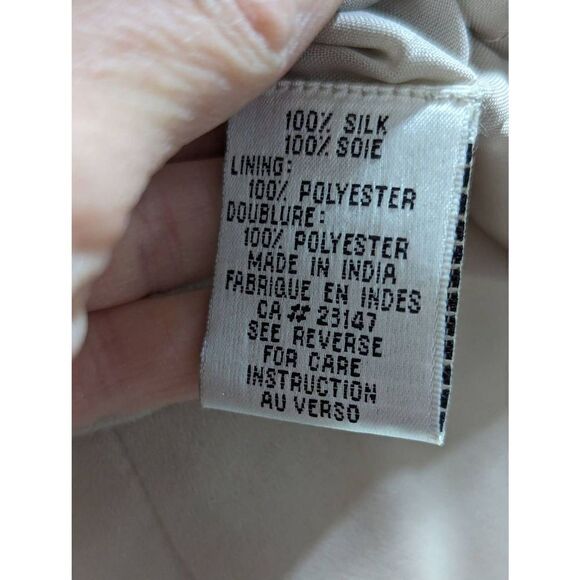 100% SILK
100% SOIE
LINING:
100% POLYESTER
DOUBLURE:
100% POLYESTER
MADE IN INDIA
FABRIQUE EN INDES
CA# 23147
SEE REVERSE
FOR CARE
INSTRUCTION
AU VERSO